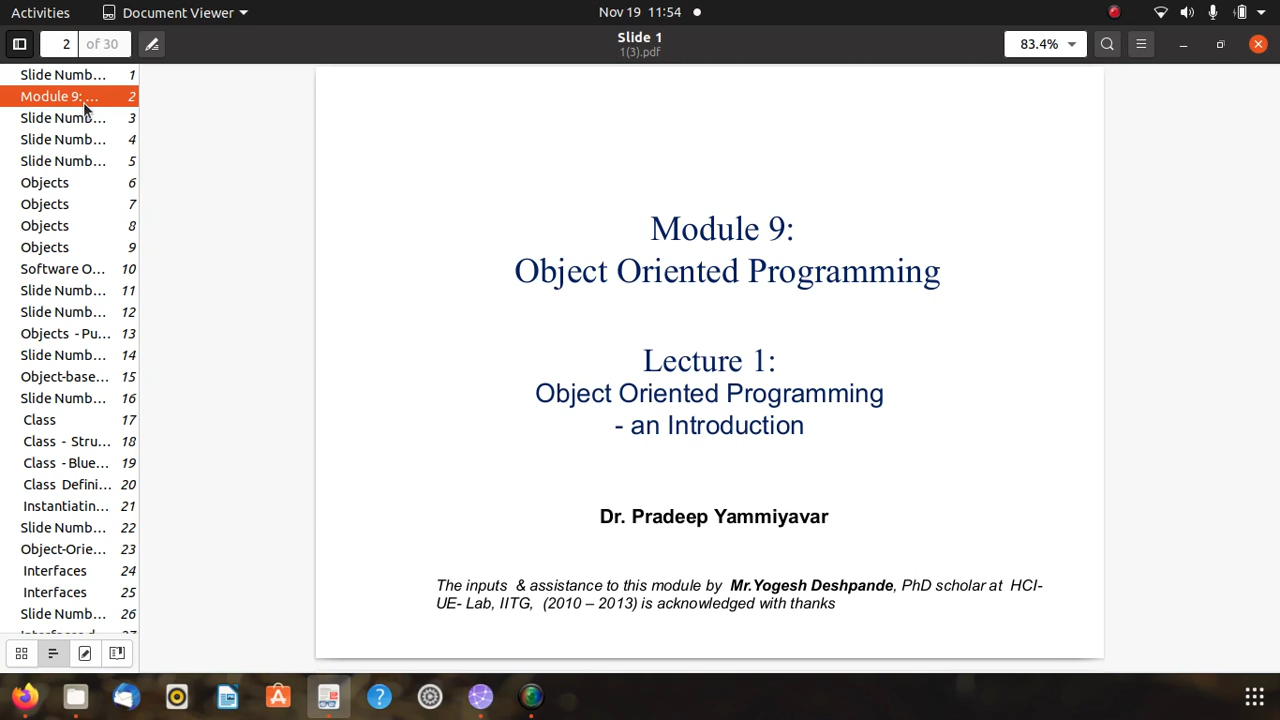 Activities
Document Viewer
Nov 19 11:54
2 of 30
Slide 1
1(3).pdf
83.4%
Slide Numb... 1
Module 9: ... 2
Slide Numb... 3
Slide Numb... 4
Slide Numb... 5
Objects 6
Objects 7
Objects 8
Objects 9
Software O... 10
Slide Numb... 11
Slide Numb... 12
Objects - Pu... 13
Slide Numb... 14
Object-base... 15
Slide Numb... 16
Class 17
Class - Stru... 18
Class - Blue... 19
Class Defini... 20
Instantiatin... 21
Slide Numb... 22
Object-Orie... 23
Interfaces 24
Interfaces 25
Slide Numb... 26
Module 9:
Object Oriented Programming
Lecture 1:
Object Oriented Programming
- an Introduction
Dr. Pradeep Yammiyavar
The inputs & assistance to this module by Mr.Yogesh Deshpande, PhD scholar at HCI-
UE- Lab, IITG, (2010 – 2013) is acknowledged with thanks